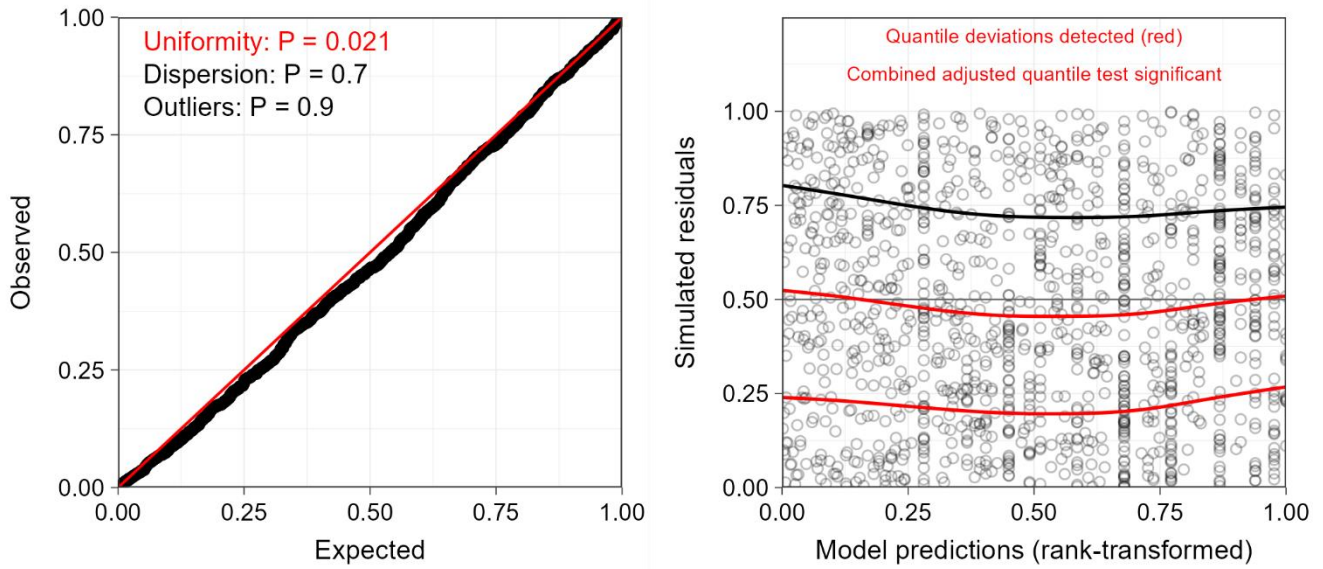 Uniformity: P = 0.021
Dispersion: P = 0.7
Outliers: P = 0.9
1.00
0.75
0.50
0.25
0.00
Observed
0.00 0.25 0.50 0.75 1.00
Expected
Quantile deviations detected (red)
Combined adjusted quantile test significant
1.00
0.75
0.50
0.25
0.00
Simulated residuals
0.00 0.25 0.50 0.75 1.00
Model predictions (rank-transformed)